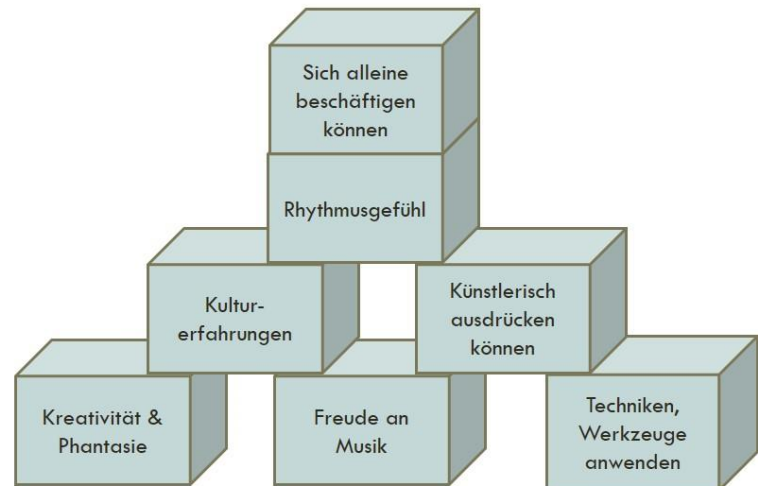 Sich alleine
beschäftigen
können
Rhythmusgefühl
Kultur-
erfahrungen
Künstlerisch
ausdrücken
können
Kreativität &
Phantasie
Freude an
Musik
Techniken,
Werkzeuge
anwenden